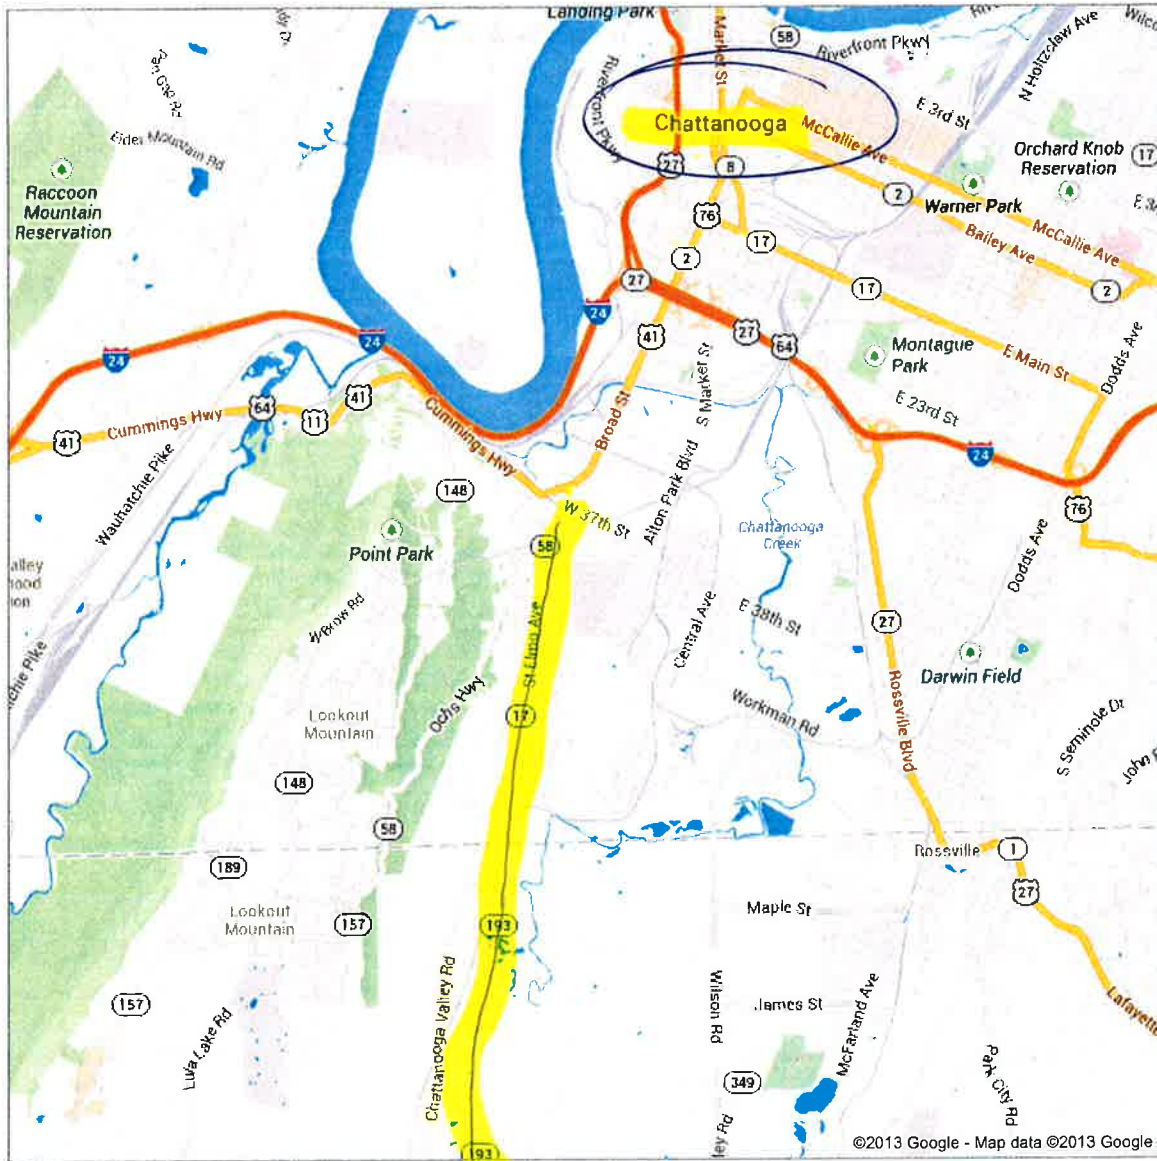 Landing Park
Market St
58
Riverfront Pkwy
N Holtzclaw Ave
Riverfront Pkwy
E 3rd St
Chattanooga
McCallie Ave
Elder Mountain Rd
Orchard Knob
Reservation
17
27
8
2
Warner Park
Raccoon
Mountain
Reservation
76
17
McCallie Ave
Bailey Ave
2
27
17
2
24
27
41
64
24
24
Montague
Park
E Main St
Dodds Ave
S Market St
E 23rd St
41
64
11
41
Cummings Hwy
Cummings Hwy
Broad St
24
Wauhatchie Pike
148
W 37th St
Alton Park Blvd
76
Point Park
58
Chattanooga
Creek
Dodds Ave
W Brow Rd
St Elmo Ave
Central Ave
E 38th St
27
Darwin Field
Ochs Hwy
Rossville Blvd
Lookout
Mountain
17
Workman Rd
S Seminole Dr
148
58
189
Rossville
1
27
Lookout
Mountain
157
193
Maple St
157
Lula Lake Rd
Chattanooga Valley Rd
Wilson Rd
James St
McFarland Ave
Lafayette
349
Park City Rd
193
ley Rd
©2013 Google - Map data ©2013 Google